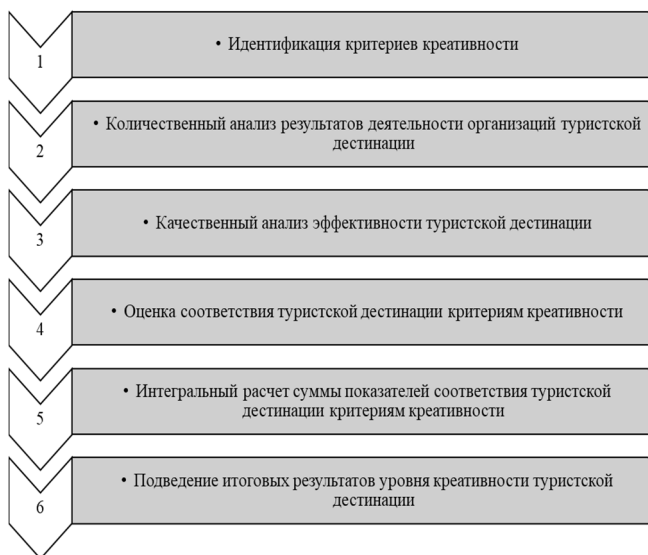 1
• Идентификация критериев креативности
2
• Количественный анализ результатов деятельности организаций туристской
дестинации
3
• Качественный анализ эффективности туристской дестинации
4
• Оценка соответствия туристской дестинации критериям креативности
5
• Интегральный расчет суммы показателей соответствия туристской
дестинации критериям креативности
6
• Подведение итоговых результатов уровня креативности туристской
дестинации